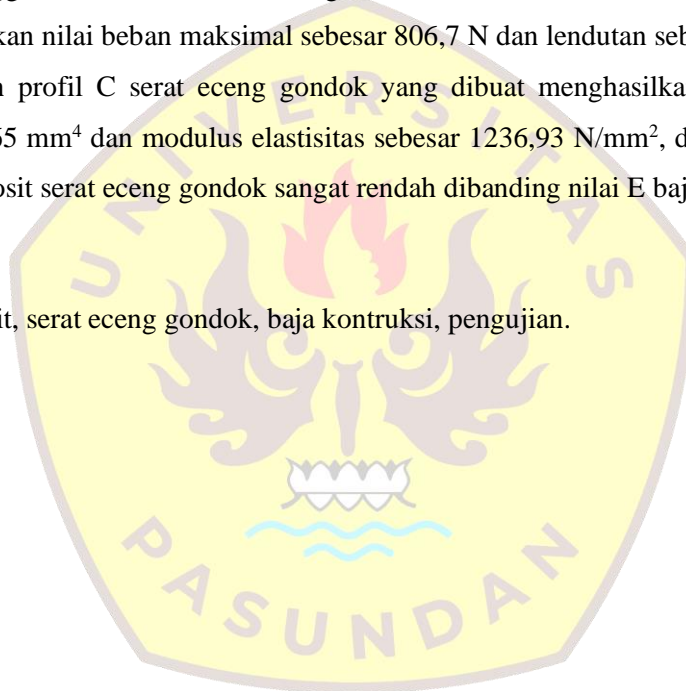 kan nilai beban maksimal sebesar 806,7 N dan lendutan seb
profil C serat eceng gondok yang dibuat menghasilka
65 mm⁴ dan modulus elastisitas sebesar 1236,93 N/mm², d
osit serat eceng gondok sangat rendah dibanding nilai E baj
it, serat eceng gondok, baja kontruksi, pengujian.
UNIVERSITAS
PASUNDAN